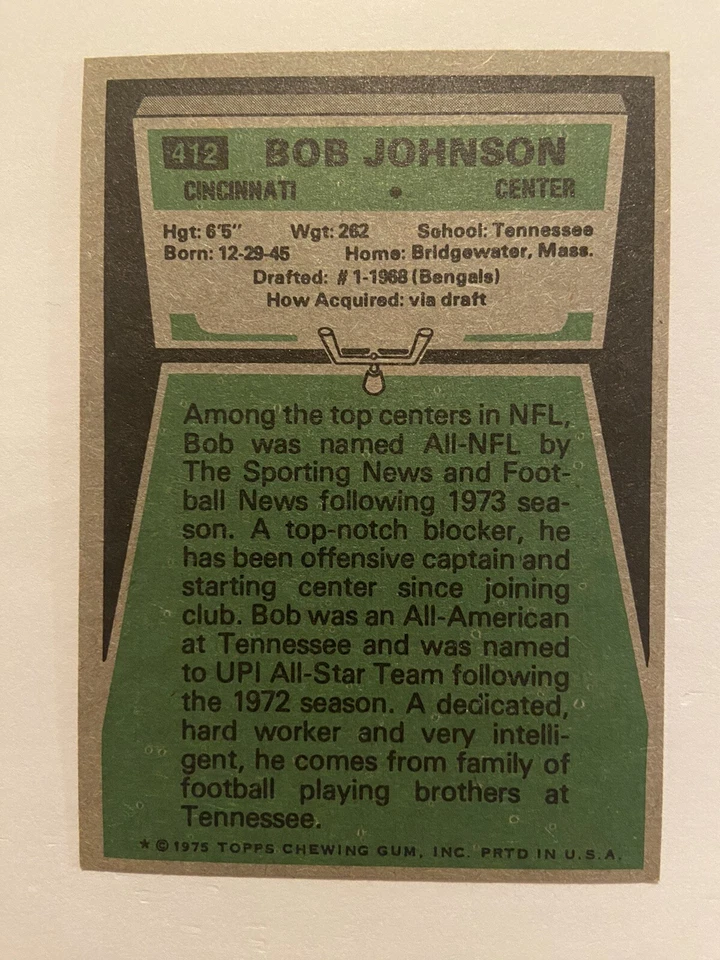 412 BOB JOHNSON
CINCINNATI • CENTER
Hgt: 6'5" Wgt: 262 School: Tennessee
Born: 12-29-45 Home: Bridgewater, Mass.
Drafted: #1-1968 (Bengals)
How Acquired: via draft
Among the top centers in NFL,
Bob was named All-NFL by
The Sporting News and Foot-
ball News following 1973 sea-
son. A top-notch blocker, he
has been offensive captain and
starting center since joining
club. Bob was an All-American
at Tennessee and was named
to UPI All-Star Team following
the 1972 season. A dedicated,
hard worker and very intelli-
gent, he comes from family of
football playing brothers at
Tennessee.
* © 1975 TOPPS CHEWING GUM, INC. PRTD IN U.S.A.